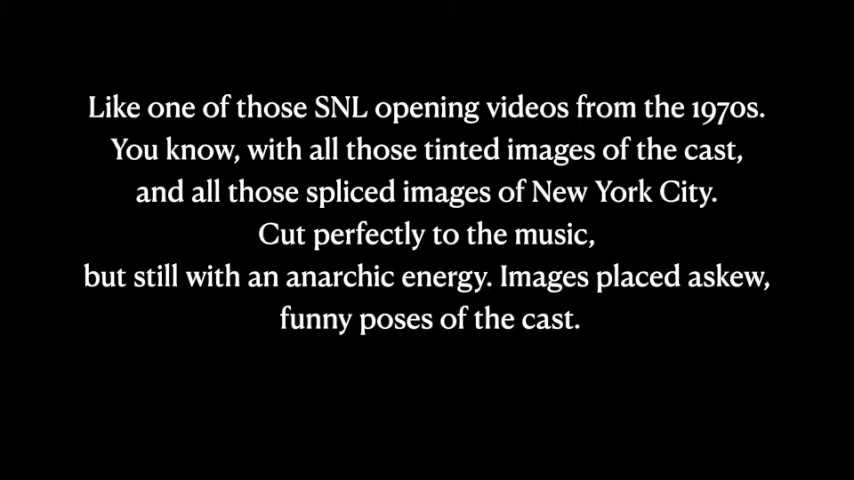 Like one of those SNL opening videos from the 1970s.
You know, with all those tinted images of the cast,
and all those spliced images of New York City.
Cut perfectly to the music,
but still with an anarchic energy. Images placed askew,
funny poses of the cast.